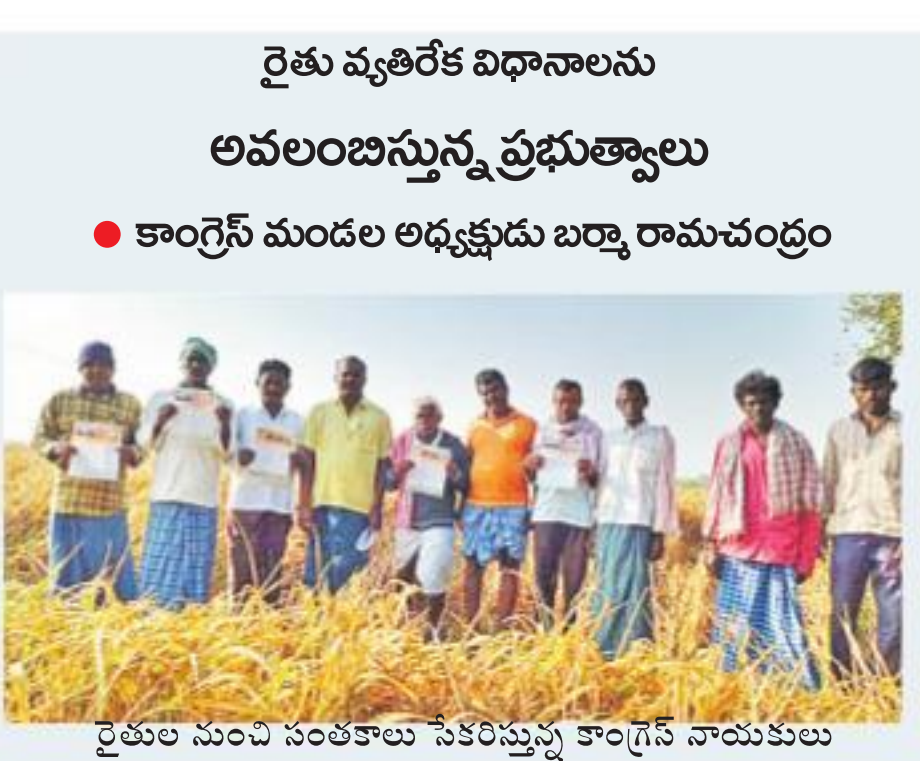 రైతు వ్యతిరేక విధానాలను
అవలంబిస్తున్న ప్రభుత్వాలు
● కాంగ్రెస్ మండల అధ్యక్షుడు బర్మా రామచంద్రం
రైతుల నుంచి సంతకాలు సేకరిస్తున్న కాంగ్రెస్ నాయకులు